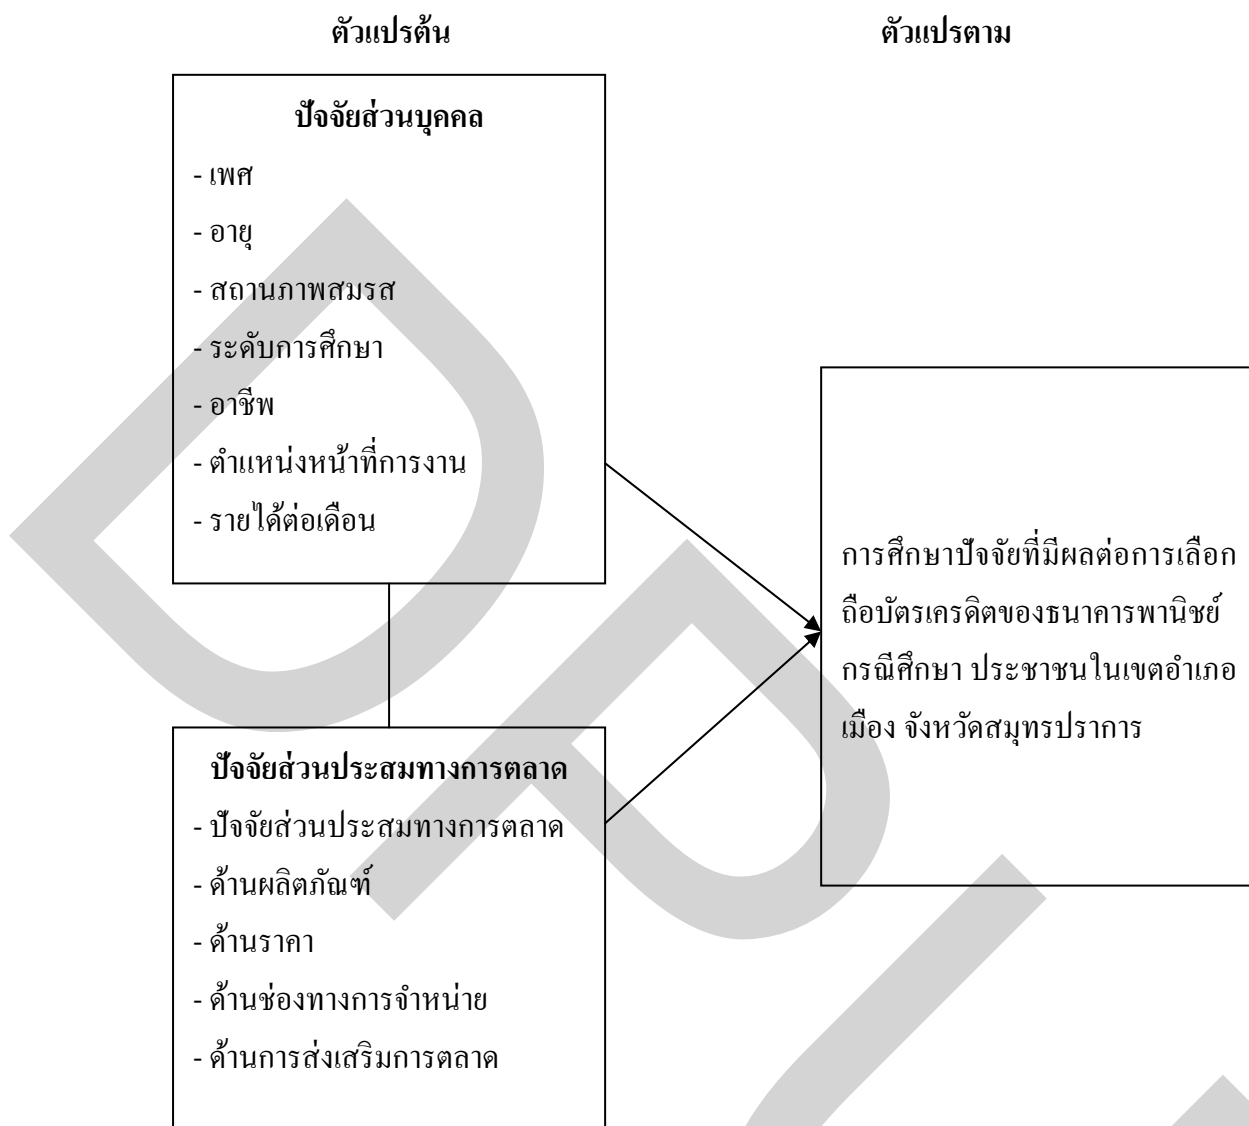 ตัวแปรต้น
ตัวแปรตาม
ปัจจัยส่วนบุคคล
- เพศ
- อายุ
- สถานภาพสมรส
- ระดับการศึกษา
- อาชีพ
- ตำแหน่งหน้าที่การงาน
- รายได้ต่อเดือน
ปัจจัยส่วนประสมทางการตลาด
- ปัจจัยส่วนประสมทางการตลาด
- ด้านผลิตภัณฑ์
- ด้านราคา
- ด้านช่องทางการจำหน่าย
- ด้านการส่งเสริมการตลาด
การศึกษาปัจจัยที่มีผลต่อการเลือก
ถือบัตรเครดิตของธนาคารพานิชย์
กรณีศึกษา ประชาชนในเขตอำเภอ
เมือง จังหวัดสมุทรปราการ